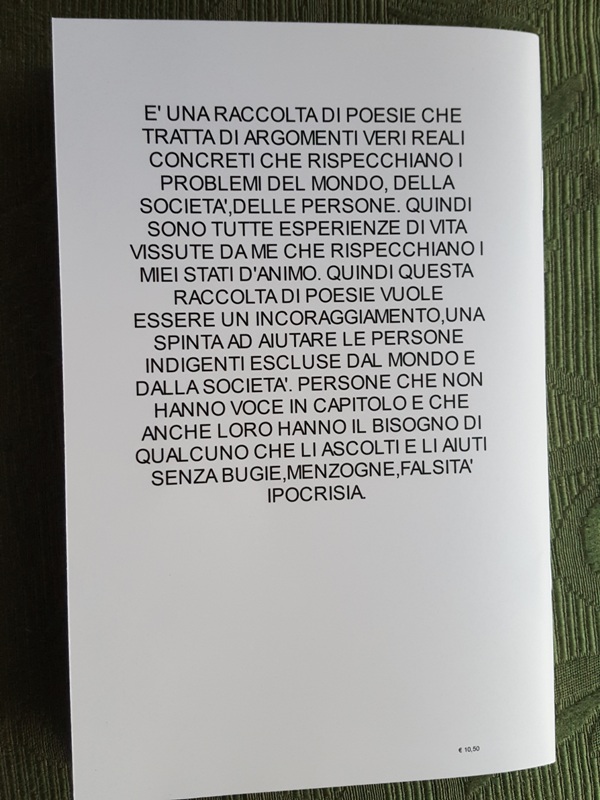 E' UNA RACCOLTA DI POESIE CHE
TRATTA DI ARGOMENTI VERI REALI
CONCRETI CHE RISPECCHIANO I
PROBLEMI DEL MONDO, DELLA
SOCIETA',DELLE PERSONE. QUINDI
SONO TUTTE ESPERIENZE DI VITA
VISSUTE DA ME CHE RISPECCHIANO I
MIEI STATI D'ANIMO. QUINDI QUESTA
RACCOLTA DI POESIE VUOLE
ESSERE UN INCORAGGIAMENTO,UNA
SPINTA AD AIUTARE LE PERSONE
INDIGENTI ESCLUSE DAL MONDO E
DALLA SOCIETA'. PERSONE CHE NON
HANNO VOCE IN CAPITOLO E CHE
ANCHE LORO HANNO IL BISOGNO DI
QUALCUNO CHE LI ASCOLTI E LI AIUTI
SENZA BUGIE,MENZOGNE,FALSITA'
IPOCRISIA.
€ 10,50